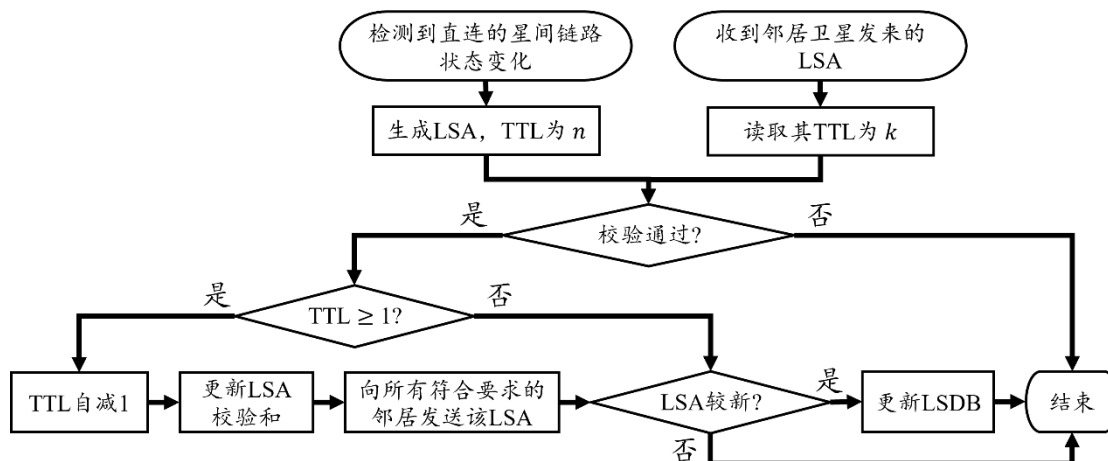 检测到直连的星间链路
状态变化
收到邻居卫星发来的
LSA
生成LSA，TTL为 n
读取其TTL为 k
是
校验通过?
否
是
TTL ≥ 1?
否
TTL自减1
更新LSA
校验和
向所有符合要求的
邻居发送该LSA
LSA较新?
是
更新LSDB
结束
否